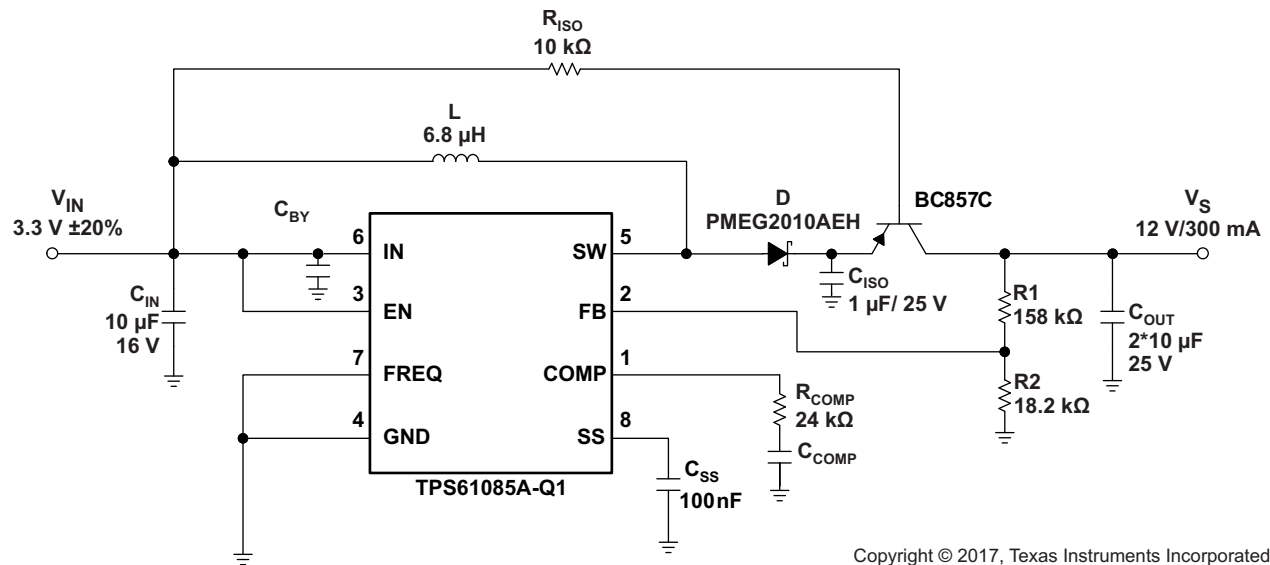 R_ISO
10 kΩ
L
6.8 µH
V_IN
3.3 V ±20%
C_BY
D
PMEG2010AEH
BC857C
V_S
12 V/300 mA
6
IN
SW
5
3
EN
FB
2
7
FREQ
COMP
1
4
GND
SS
8
C_IN
10 µF
16 V
C_ISO
1 µF/ 25 V
R1
158 kΩ
C_OUT
2*10 µF
25 V
R2
18.2 kΩ
R_COMP
24 kΩ
C_COMP
C_SS
100nF
TPS61085A-Q1
Copyright © 2017, Texas Instruments Incorporated